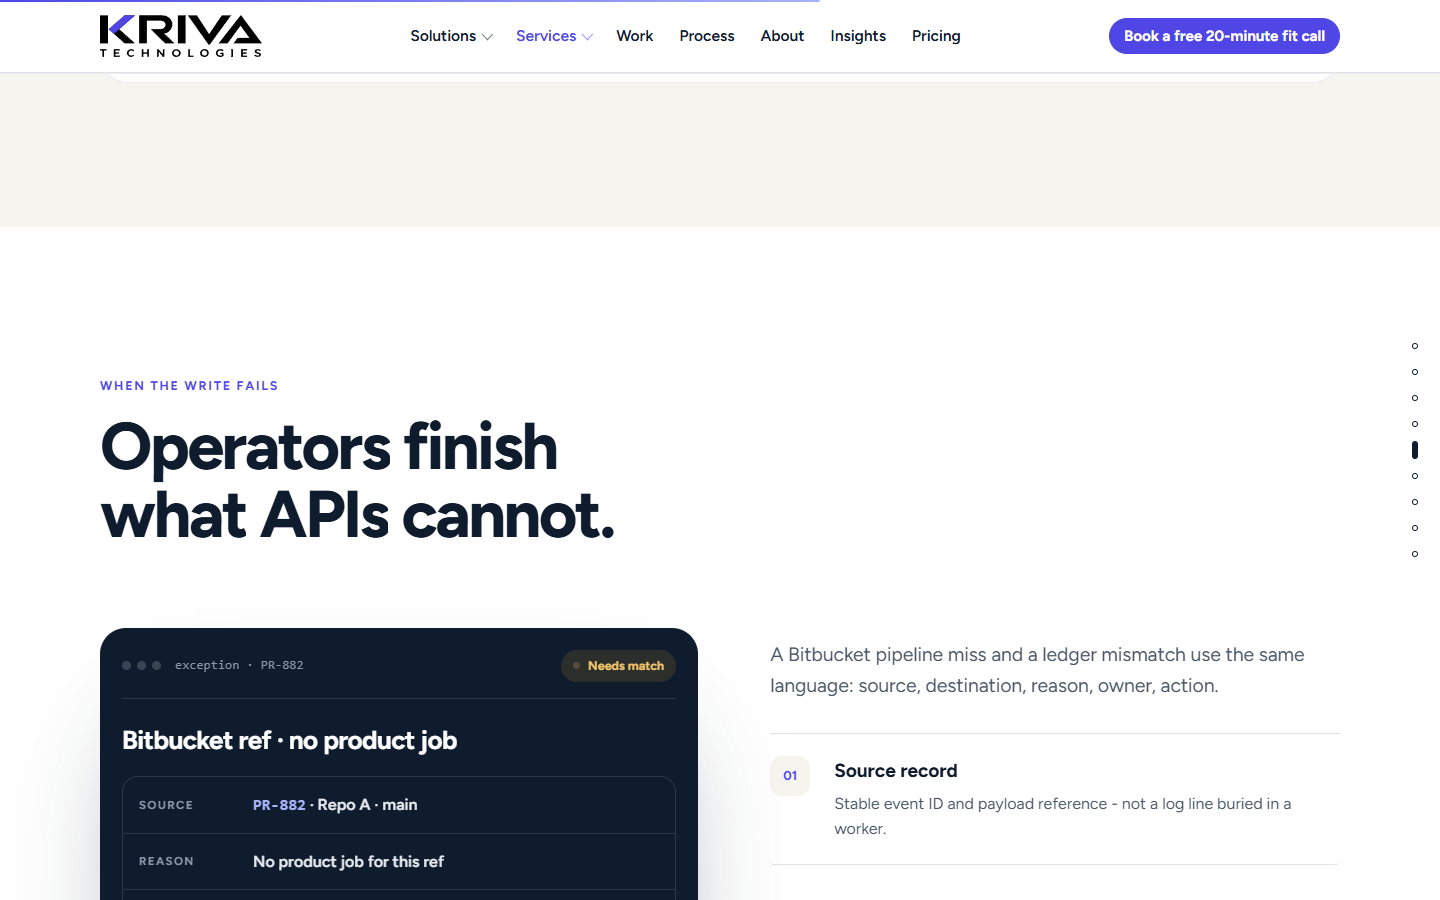 KRIVA
TECHNOLOGIES
Solutions
Services
Work
Process
About
Insights
Pricing
Book a free 20-minute fit call
WHEN THE WRITE FAILS
Operators finish
what APIs cannot.
exception · PR-882
Needs match
Bitbucket ref · no product job
SOURCE
PR-882 · Repo A · main
REASON
No product job for this ref
A Bitbucket pipeline miss and a ledger mismatch use the same
language: source, destination, reason, owner, action.
01
Source record
Stable event ID and payload reference - not a log line buried in a
worker.